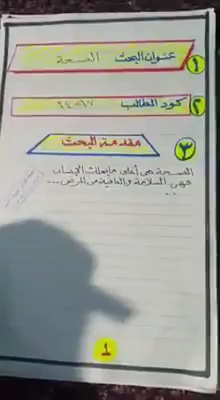 ١ عنوان البحث الصحة
٢ كود الطالب
٣ مقدمة البحث
الصحة هي أغلى ما يملك الإنسان
فهي السلامة والعافية من المرض...
١